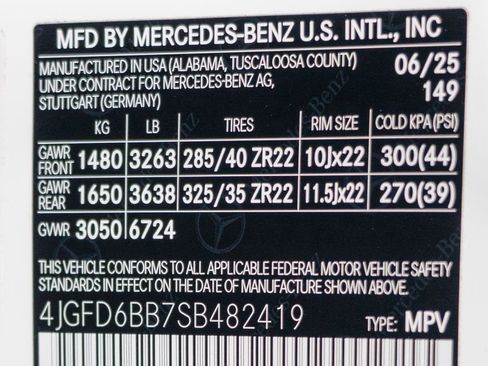 MFD BY MERCEDES-BENZ U.S. INTL., INC
MANUFACTURED IN USA (ALABAMA, TUSCALOOSA COUNTY) 06/25
UNDER CONTRACT FOR MERCEDES-BENZ AG, 149
STUTTGART (GERMANY)
KG LB TIRES RIM SIZE COLD KPA(PSI)
GAWR FRONT 1480 3263 285/40 ZR22 10Jx22 300(44)
GAWR REAR 1650 3638 325/35 ZR22 11.5Jx22 270(39)
GVWR 3050 6724
THIS VEHICLE CONFORMS TO ALL APPLICABLE FEDERAL MOTOR VEHICLE SAFETY
STANDARDS IN EFFECT ON THE DATE OF MANUFACTURE SHOWN ABOVE.
4JGFD6BB7SB482419 TYPE: MPV